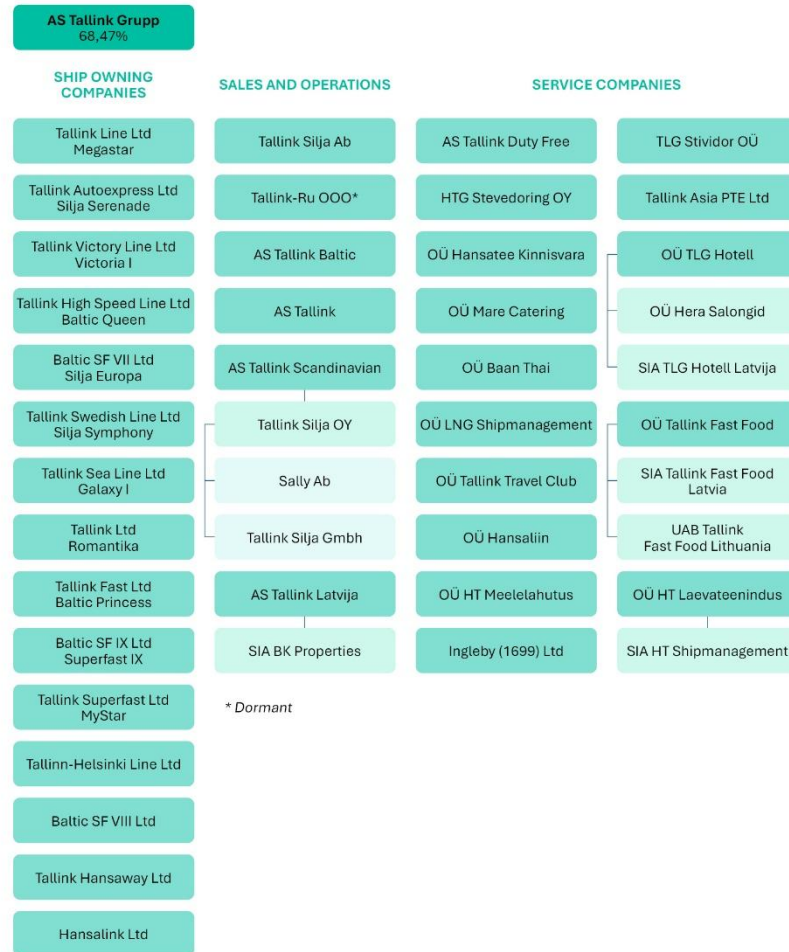 AS Tallink Grupp
68,47%
SHIP OWNING
COMPANIES
Tallink Line Ltd
Megastar
Tallink Autoexpress Ltd
Silja Serenade
Tallink Victory Line Ltd
Victoria I
Tallink High Speed Line Ltd
Baltic Queen
Baltic SF VII Ltd
Silja Europa
Tallink Swedish Line Ltd
Silja Symphony
Tallink Sea Line Ltd
Galaxy I
Tallink Ltd
Romantika
Tallink Fast Ltd
Baltic Princess
Baltic SF IX Ltd
Superfast IX
Tallink Superfast Ltd
MyStar
Tallinn-Helsinki Line Ltd
Baltic SF VIII Ltd
Tallink Hansaway Ltd
Hansalink Ltd
SALES AND OPERATIONS
Tallink Silja Ab
Tallink-Ru OOO*
AS Tallink Baltic
AS Tallink
AS Tallink Scandinavian
Tallink Silja OY
Sally Ab
Tallink Silja Gmbh
AS Tallink Latvija
SIA BK Properties
* Dormant
SERVICE COMPANIES
AS Tallink Duty Free
HTG Stevedoring OY
OÜ Hansatee Kinnisvara
OÜ Mare Catering
OÜ Baan Thai
OÜ LNG Shipmanagement
OÜ Tallink Travel Club
OÜ Hansaliin
OÜ HT Meelelahutus
Ingleby (1699) Ltd
TLG Stividor OÜ
Tallink Asia PTE Ltd
OÜ TLG Hotell
OÜ Hera Salongid
SIA TLG Hotell Latvija
OÜ Tallink Fast Food
SIA Tallink Fast Food
Latvia
UAB Tallink
Fast Food Lithuania
OÜ HT Laevateenindus
SIA HT Shipmanagement